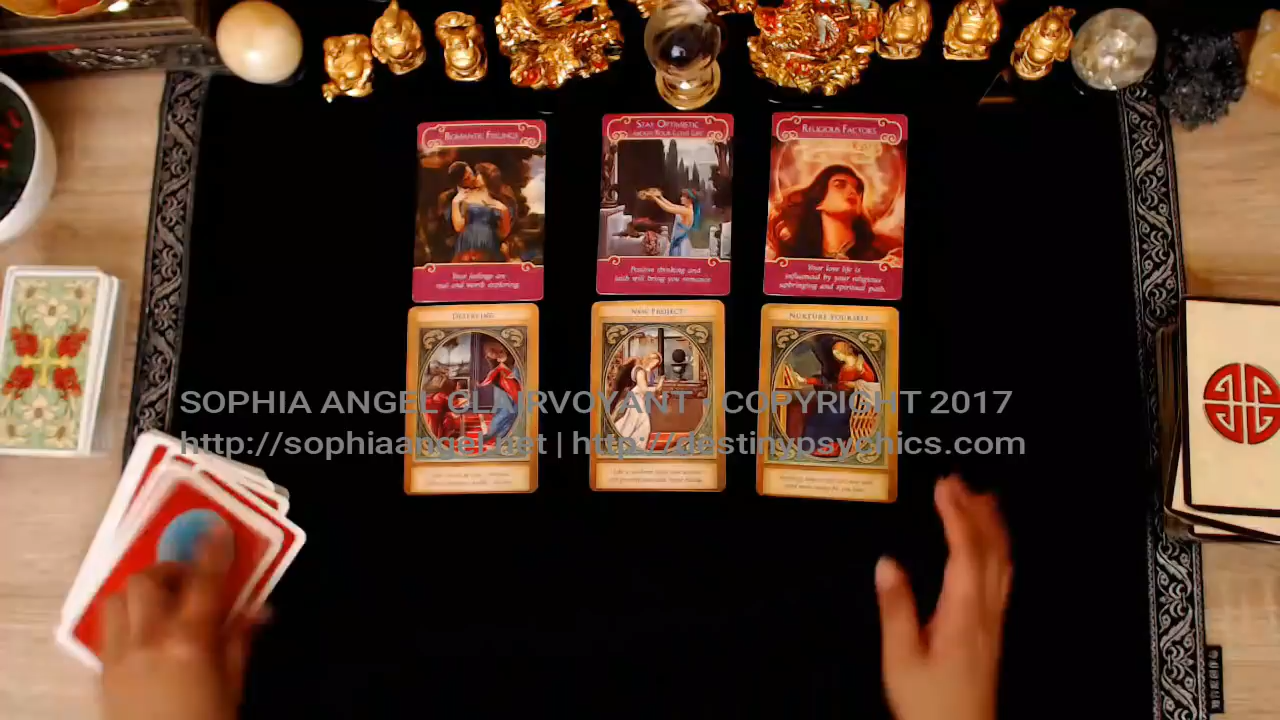 ROMANTIC FEELINGS
Your feelings are
real and worth exploring.
STAY OPTIMISTIC
ABOUT YOUR LOVE LIFE
Positive thinking and
faith will bring you romance.
RELIGIOUS FACTORS
Your love life is
influenced by your religious
upbringing and spiritual path.
DESERVING
NEW PROJECT
NURTURE YOURSELF
SOPHIA ANGEL CLAIRVOYANT - COPYRIGHT 2017
http://sophiaangel.net | http://destinypsychics.com